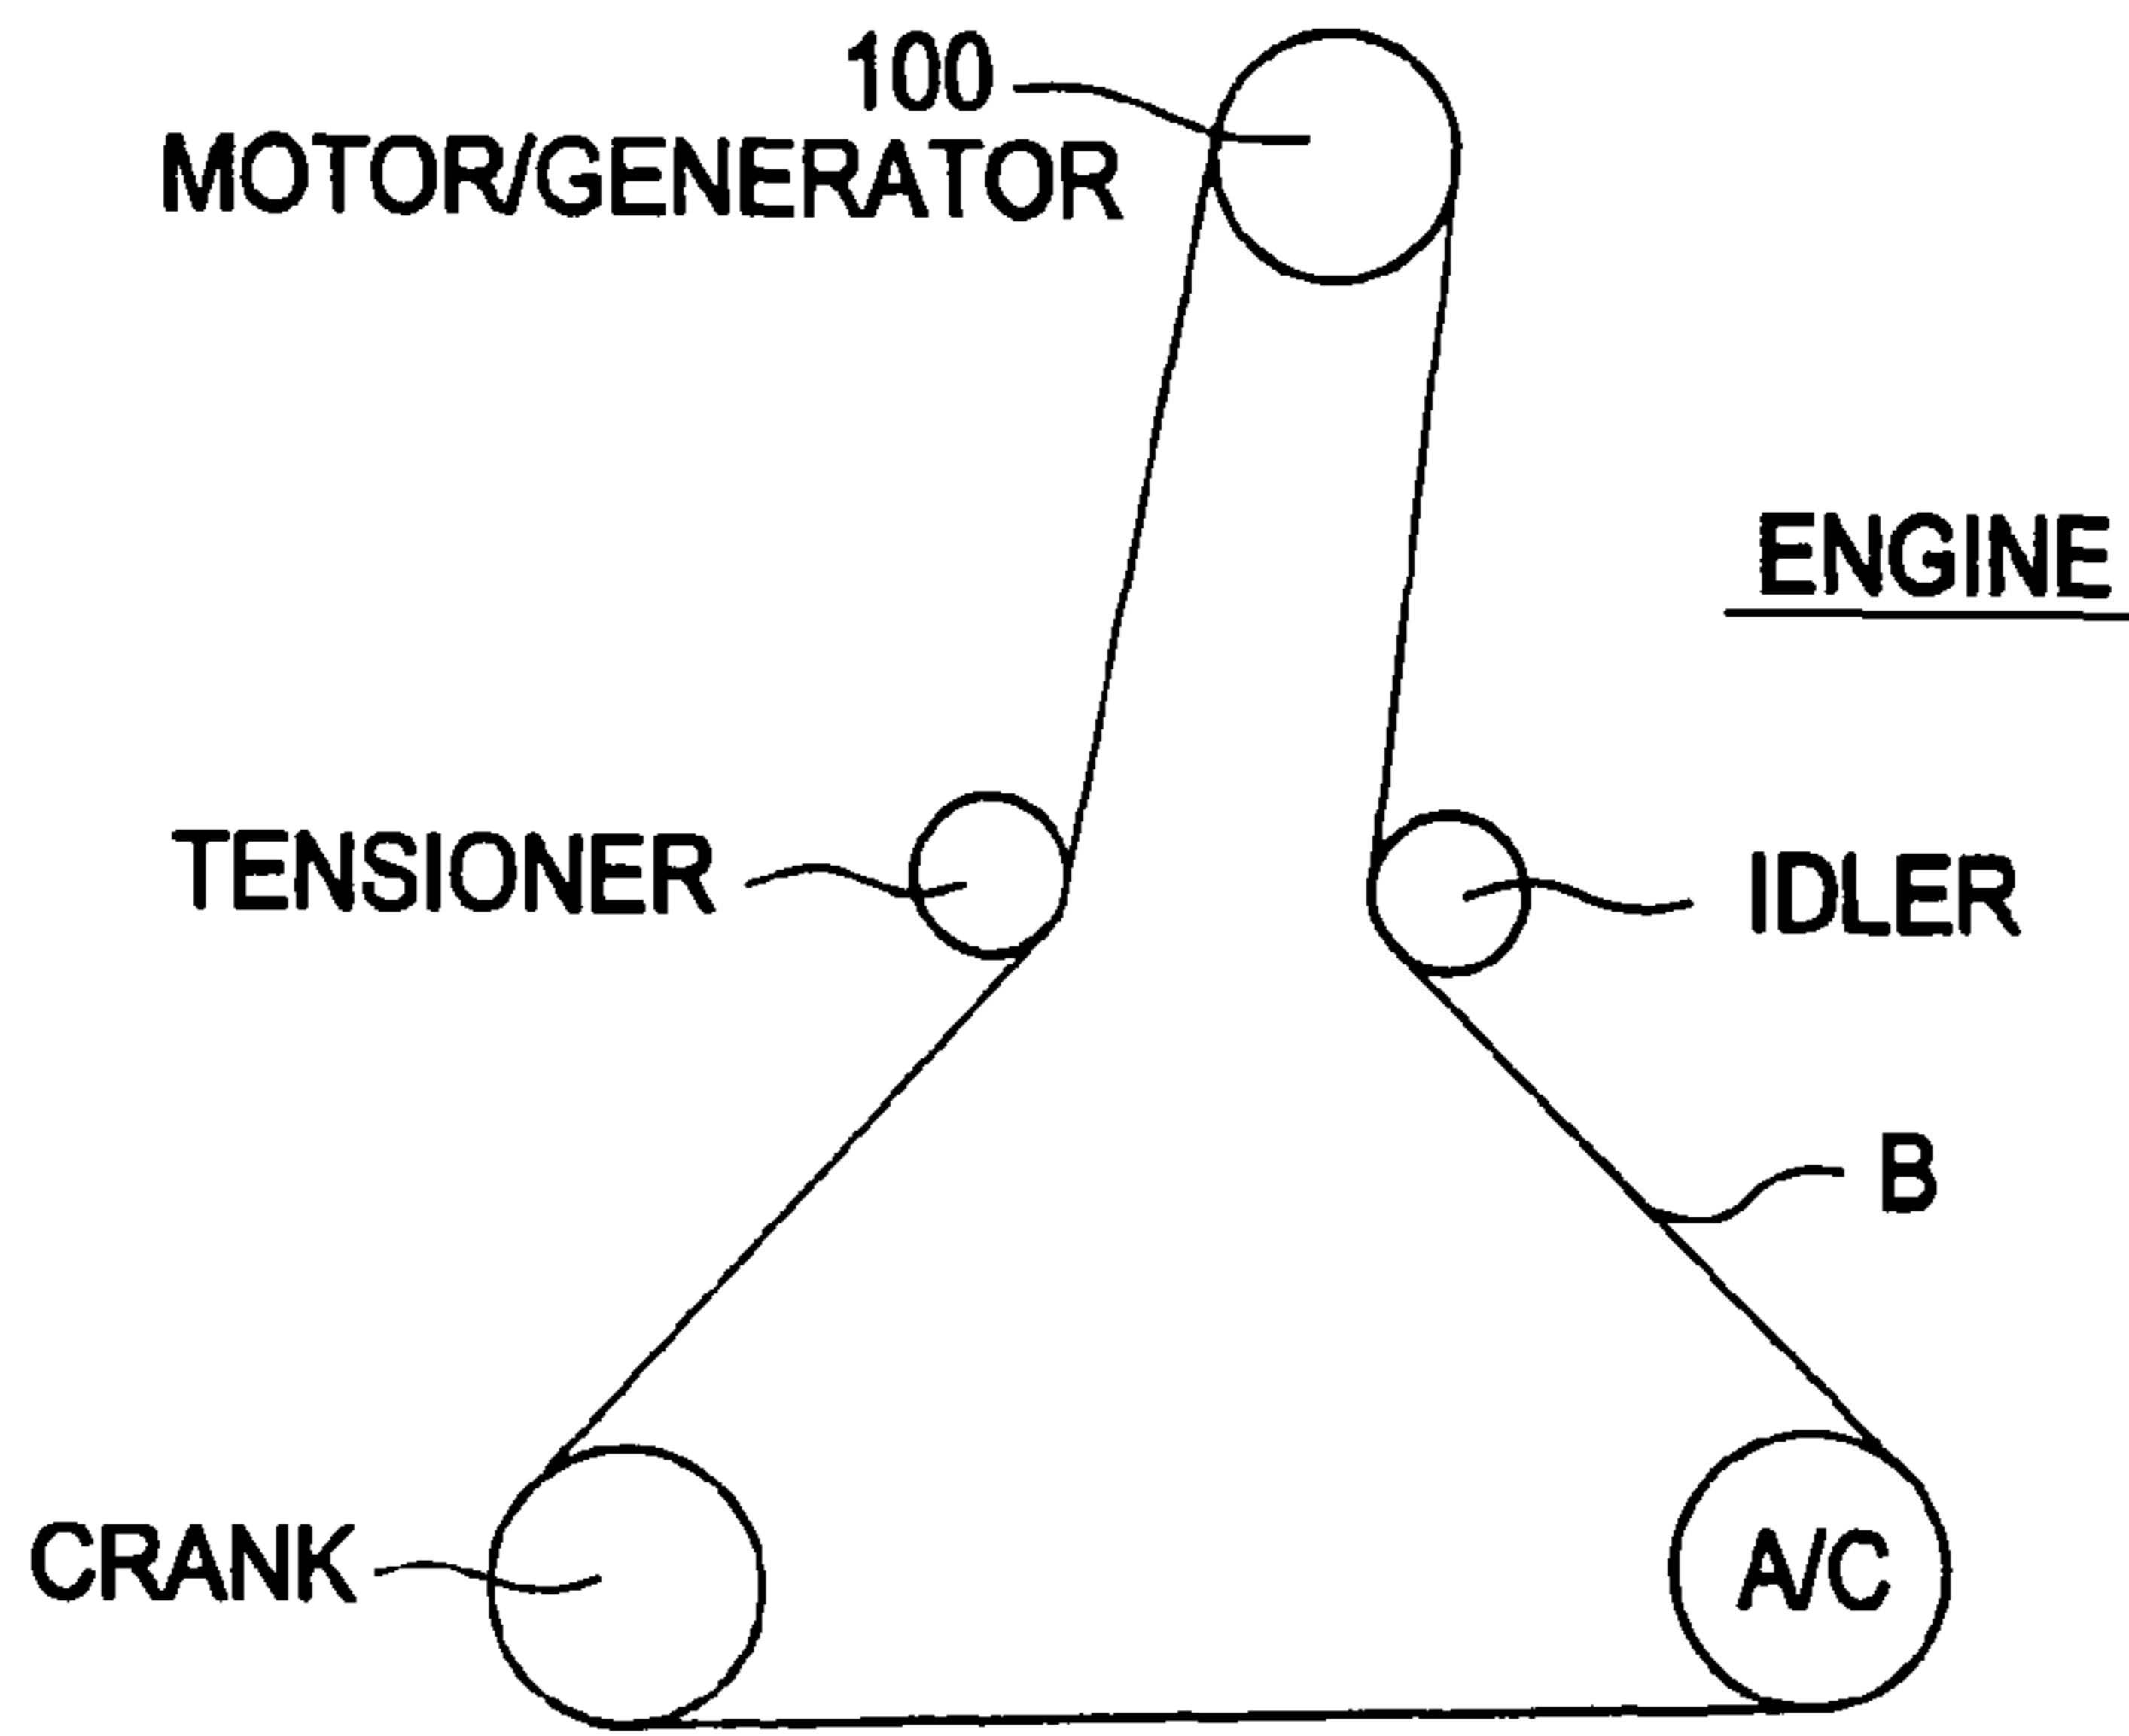 100
MOTOR/GENERATOR
ENGINE
TENSIONER
IDLER
B
CRANK
A/C